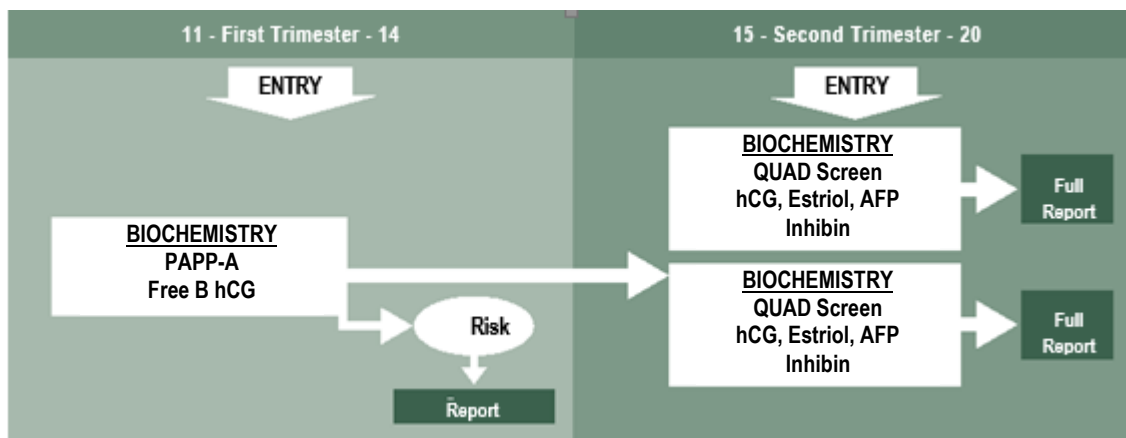 11 - First Trimester - 14
ENTRY
BIOCHEMISTRY
PAPP-A
Free B hCG
Risk
Report
15 - Second Trimester - 20
ENTRY
BIOCHEMISTRY
QUAD Screen
hCG, Estriol, AFP
Inhibin
Full
Report
BIOCHEMISTRY
QUAD Screen
hCG, Estriol, AFP
Inhibin
Full
Report